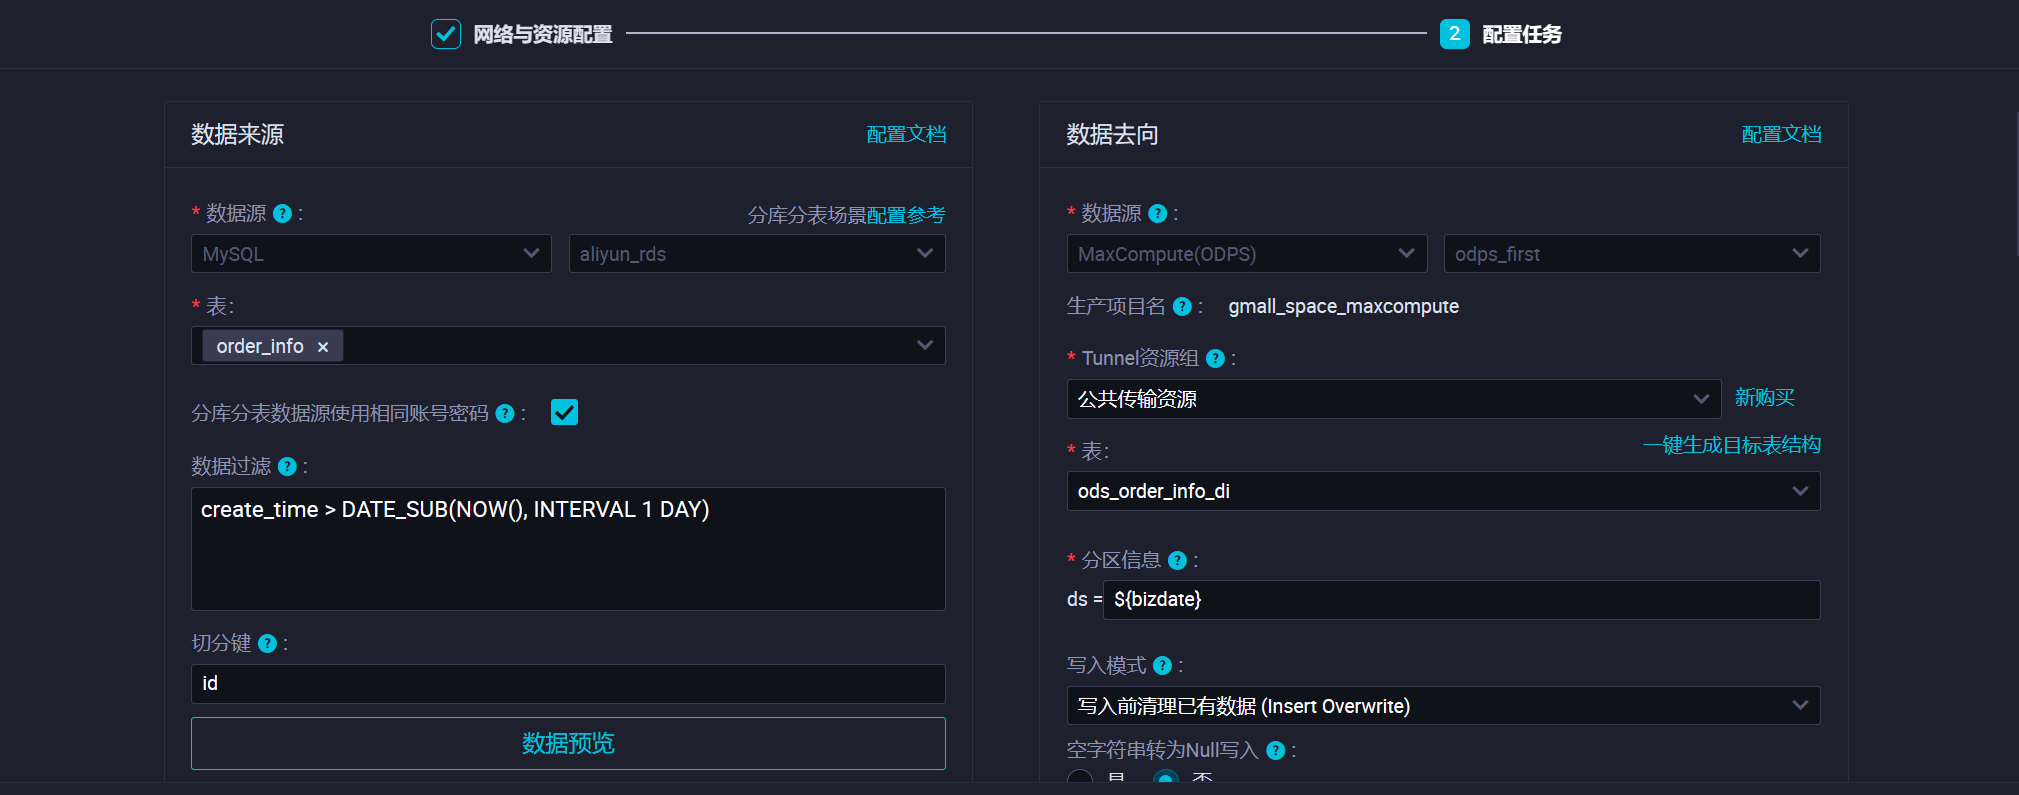 网络与资源配置
2 配置任务
数据来源
配置文档
* 数据源 ? :
分库分表场景配置参考
MySQL
aliyun_rds
* 表:
order_info ×
分库分表数据源使用相同账号密码 ? :
数据过滤 ? :
create_time > DATE_SUB(NOW(), INTERVAL 1 DAY)
切分键 ? :
id
数据预览
数据去向
配置文档
* 数据源 ? :
MaxCompute(ODPS)
odps_first
生产项目名 ? : gmall_space_maxcompute
* Tunnel资源组 ? :
公共传输资源
新购买
* 表:
一键生成目标表结构
ods_order_info_di
* 分区信息 ? :
ds = ${bizdate}
写入模式 ? :
写入前清理已有数据 (Insert Overwrite)
空字符串转为Null写入 ? :
是 否